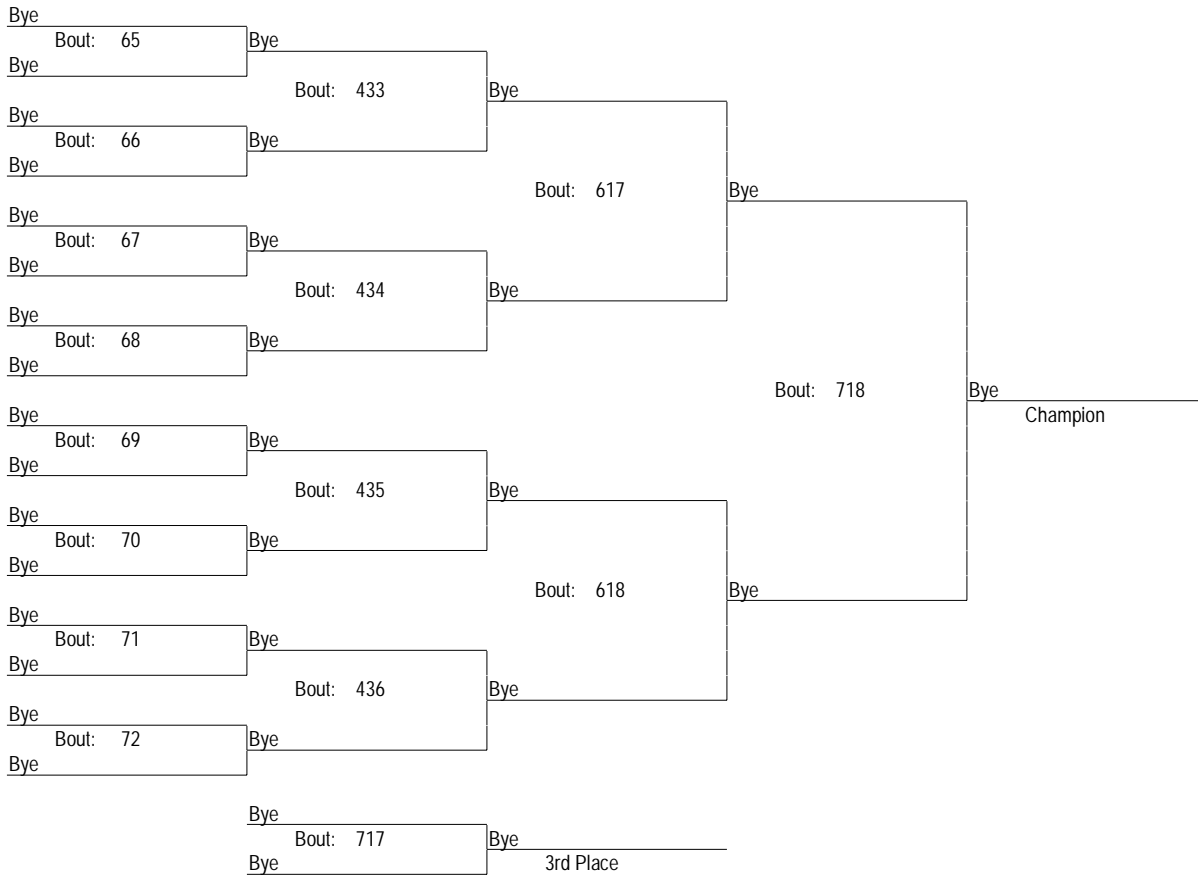 Bye
Bout: 65 Bye
Bye
Bout: 433 Bye
Bye
Bout: 66 Bye
Bye
Bout: 617 Bye
Bye
Bout: 67 Bye
Bye
Bout: 434 Bye
Bye
Bout: 68 Bye
Bye
Bout: 718 Bye
Champion
Bye
Bout: 69 Bye
Bye
Bout: 435 Bye
Bye
Bout: 70 Bye
Bye
Bout: 618 Bye
Bye
Bout: 71 Bye
Bye
Bout: 436 Bye
Bye
Bout: 72 Bye
Bye
Bye
Bout: 717 Bye
Bye
3rd Place